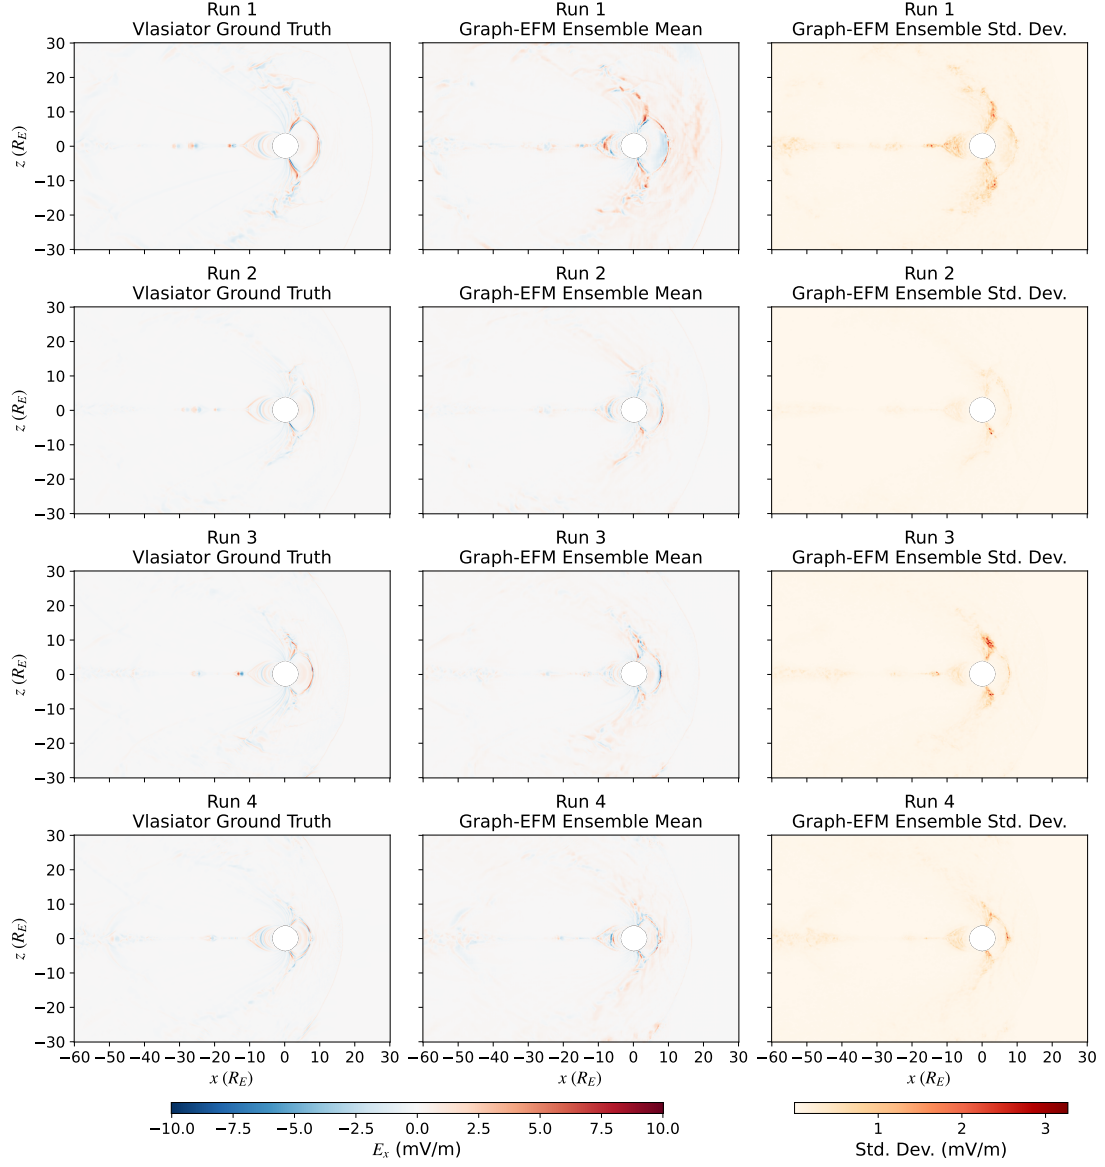 Run 1
Vlasiator Ground Truth
Run 1
Graph-EFM Ensemble Mean
Run 1
Graph-EFM Ensemble Std. Dev.
30
20
10
0
−10
−20
−30
z (R_E)
Run 2
Vlasiator Ground Truth
Run 2
Graph-EFM Ensemble Mean
Run 2
Graph-EFM Ensemble Std. Dev.
30
20
10
0
−10
−20
−30
z (R_E)
Run 3
Vlasiator Ground Truth
Run 3
Graph-EFM Ensemble Mean
Run 3
Graph-EFM Ensemble Std. Dev.
30
20
10
0
−10
−20
−30
z (R_E)
Run 4
Vlasiator Ground Truth
Run 4
Graph-EFM Ensemble Mean
Run 4
Graph-EFM Ensemble Std. Dev.
30
20
10
0
−10
−20
−30
z (R_E)
−60 −50 −40 −30 −20 −10 0 10 20 30
x (R_E)
−60 −50 −40 −30 −20 −10 0 10 20 30
x (R_E)
−60 −50 −40 −30 −20 −10 0 10 20 30
x (R_E)
−10.0 −7.5 −5.0 −2.5 0.0 2.5 5.0 7.5 10.0
E_x (mV/m)
1 2 3
Std. Dev. (mV/m)